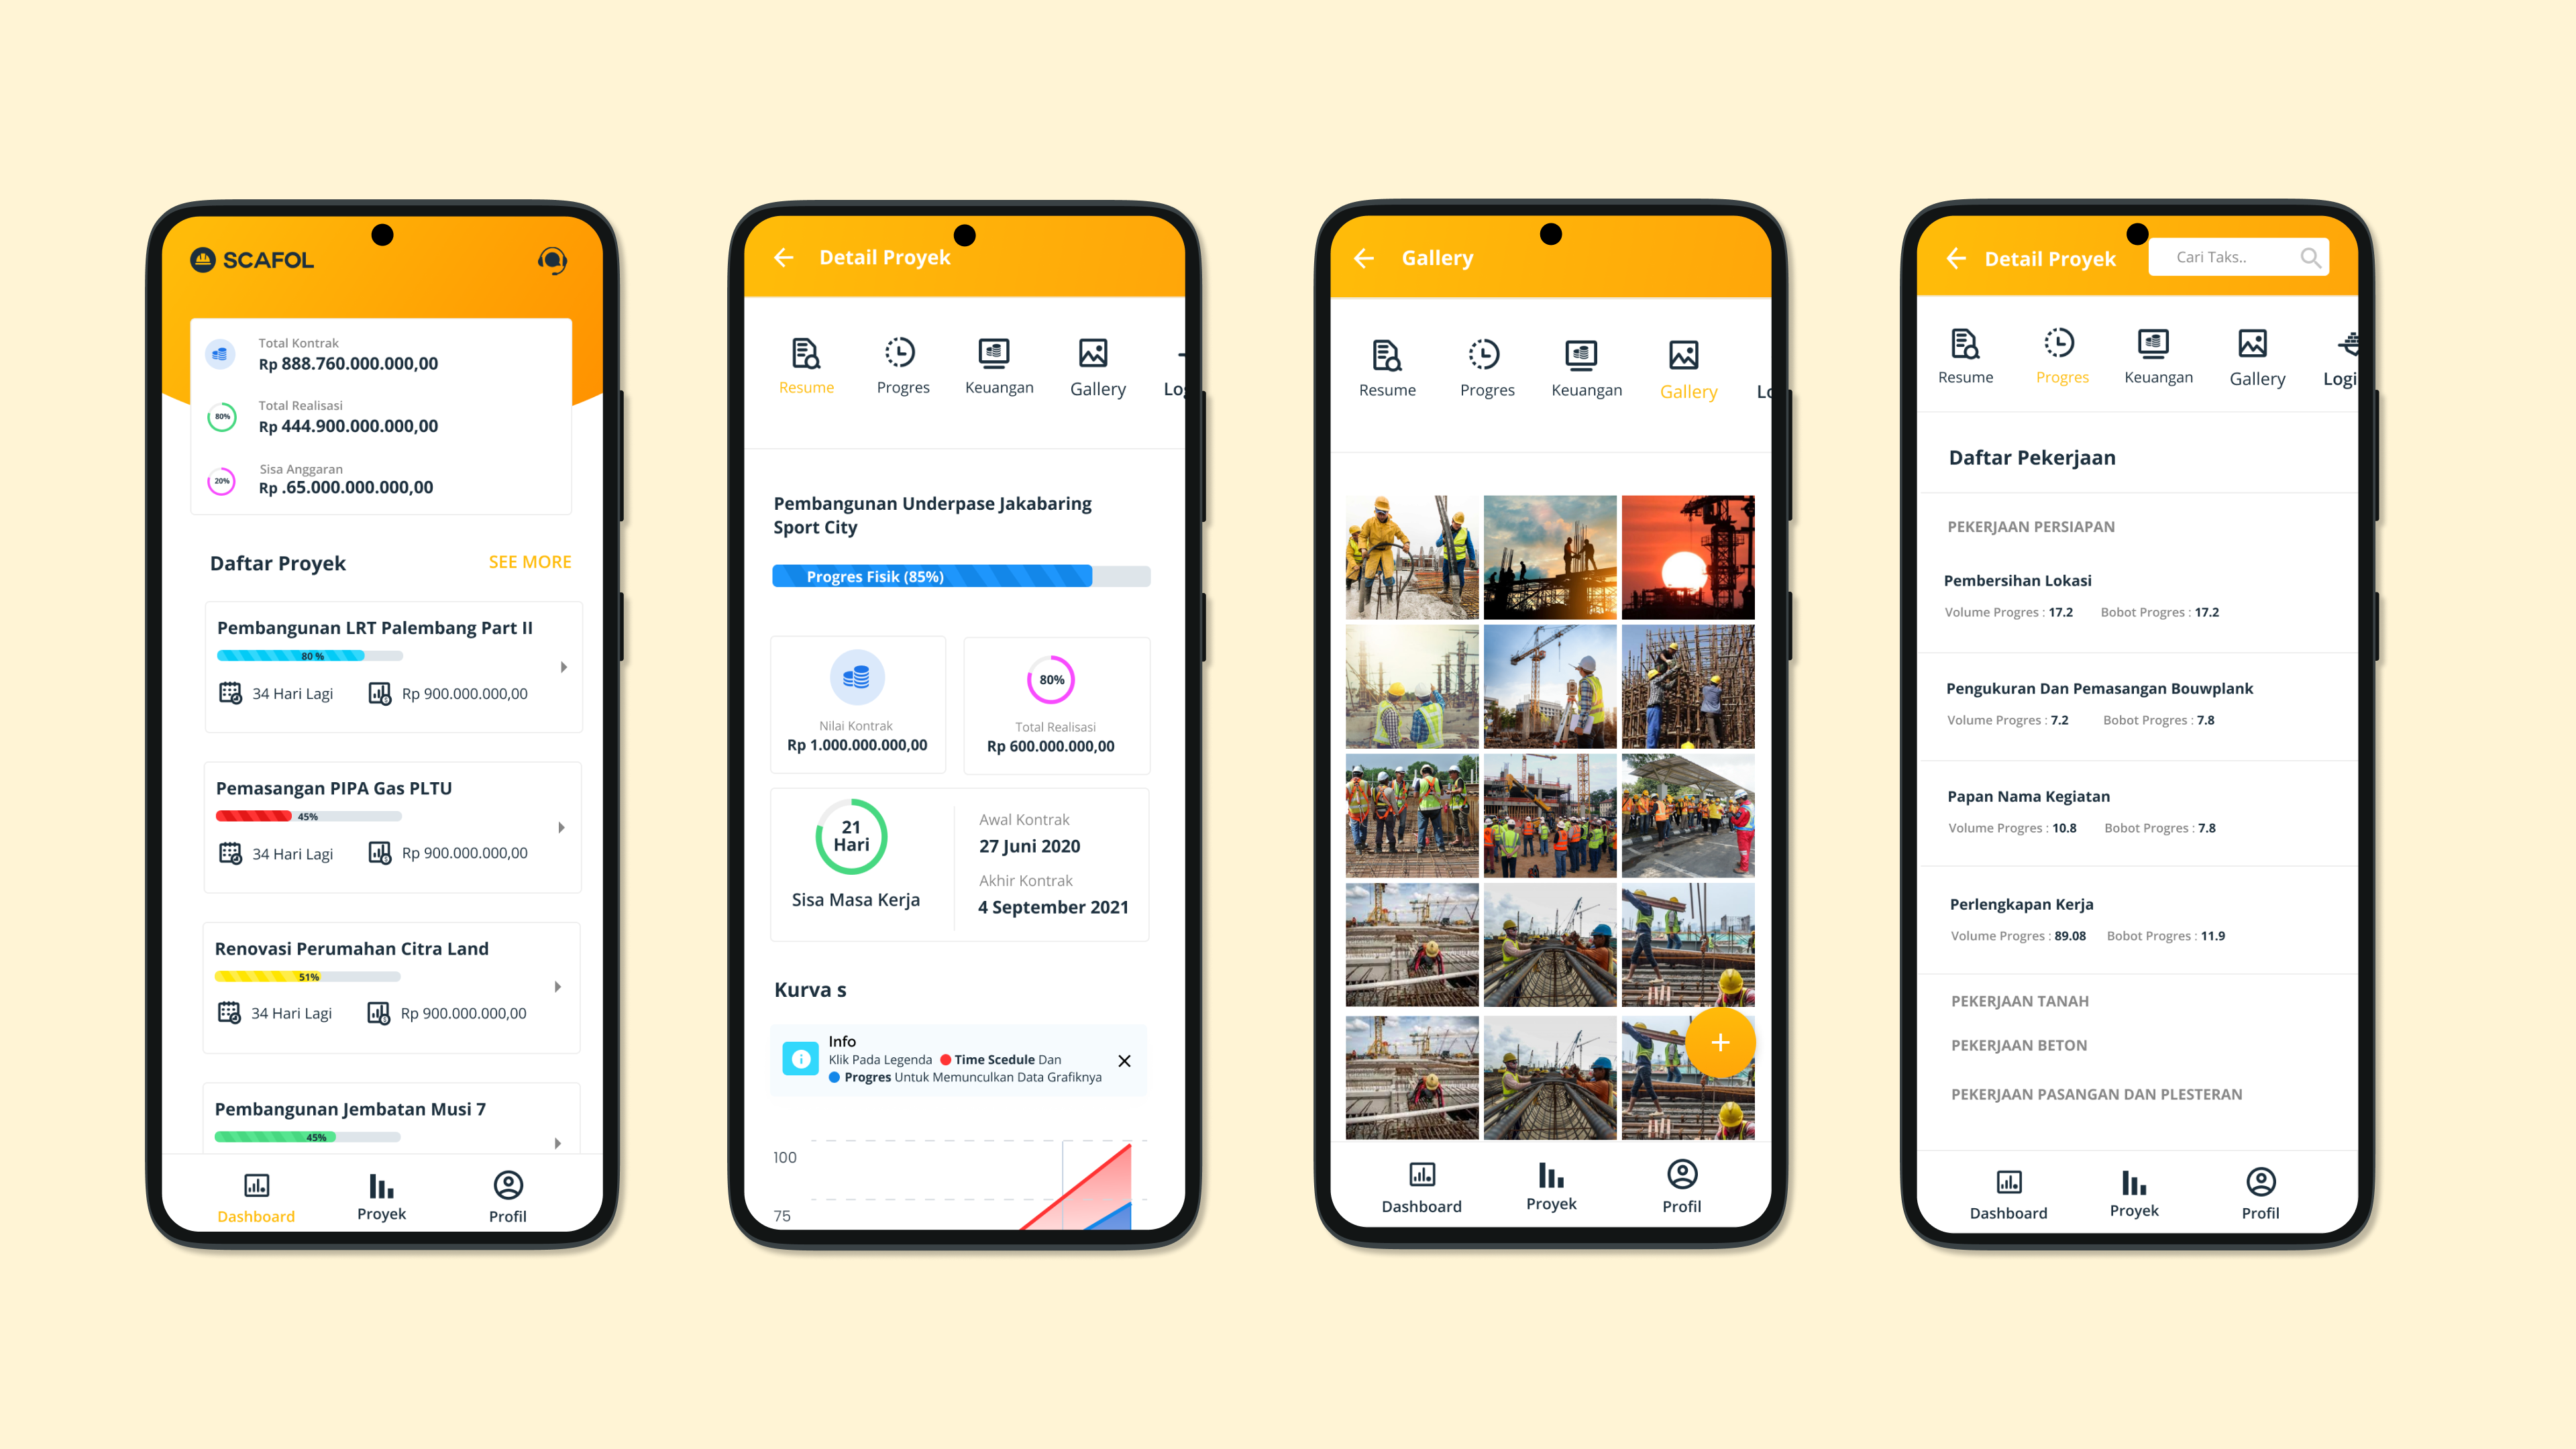 SCAFOL
Total Kontrak
Rp 888.760.000.000,00
80%
Total Realisasi
Rp 444.900.000.000,00
20%
Sisa Anggaran
Rp .65.000.000.000,00
Daftar Proyek
SEE MORE
Pembangunan LRT Palembang Part II
80 %
34 Hari Lagi
Rp 900.000.000,00
Pemasangan PIPA Gas PLTU
45%
34 Hari Lagi
Rp 900.000.000,00
Renovasi Perumahan Citra Land
51%
34 Hari Lagi
Rp 900.000.000,00
Pembangunan Jembatan Musi 7
45%
Dashboard
Proyek
Profil
Detail Proyek
Resume
Progres
Keuangan
Gallery
Log
Pembangunan Underpase Jakabaring
Sport City
Progres Fisik (85%)
Nilai Kontrak
Rp 1.000.000.000,00
80%
Total Realisasi
Rp 600.000.000,00
21
Hari
Sisa Masa Kerja
Awal Kontrak
27 Juni 2020
Akhir Kontrak
4 September 2021
Kurva s
Info
Klik Pada Legenda Time Scedule Dan
Progres Untuk Memunculkan Data Grafiknya
100
75
Gallery
Resume
Progres
Keuangan
Gallery
Lo
Dashboard
Proyek
Profil
Detail Proyek
Cari Taks..
Resume
Progres
Keuangan
Gallery
Logi
Daftar Pekerjaan
PEKERJAAN PERSIAPAN
Pembersihan Lokasi
Volume Progres : 17.2
Bobot Progres : 17.2
Pengukuran Dan Pemasangan Bouwplank
Volume Progres : 7.2
Bobot Progres : 7.8
Papan Nama Kegiatan
Volume Progres : 10.8
Bobot Progres : 7.8
Perlengkapan Kerja
Volume Progres : 89.08
Bobot Progres : 11.9
PEKERJAAN TANAH
PEKERJAAN BETON
PEKERJAAN PASANGAN DAN PLESTERAN
Dashboard
Proyek
Profil